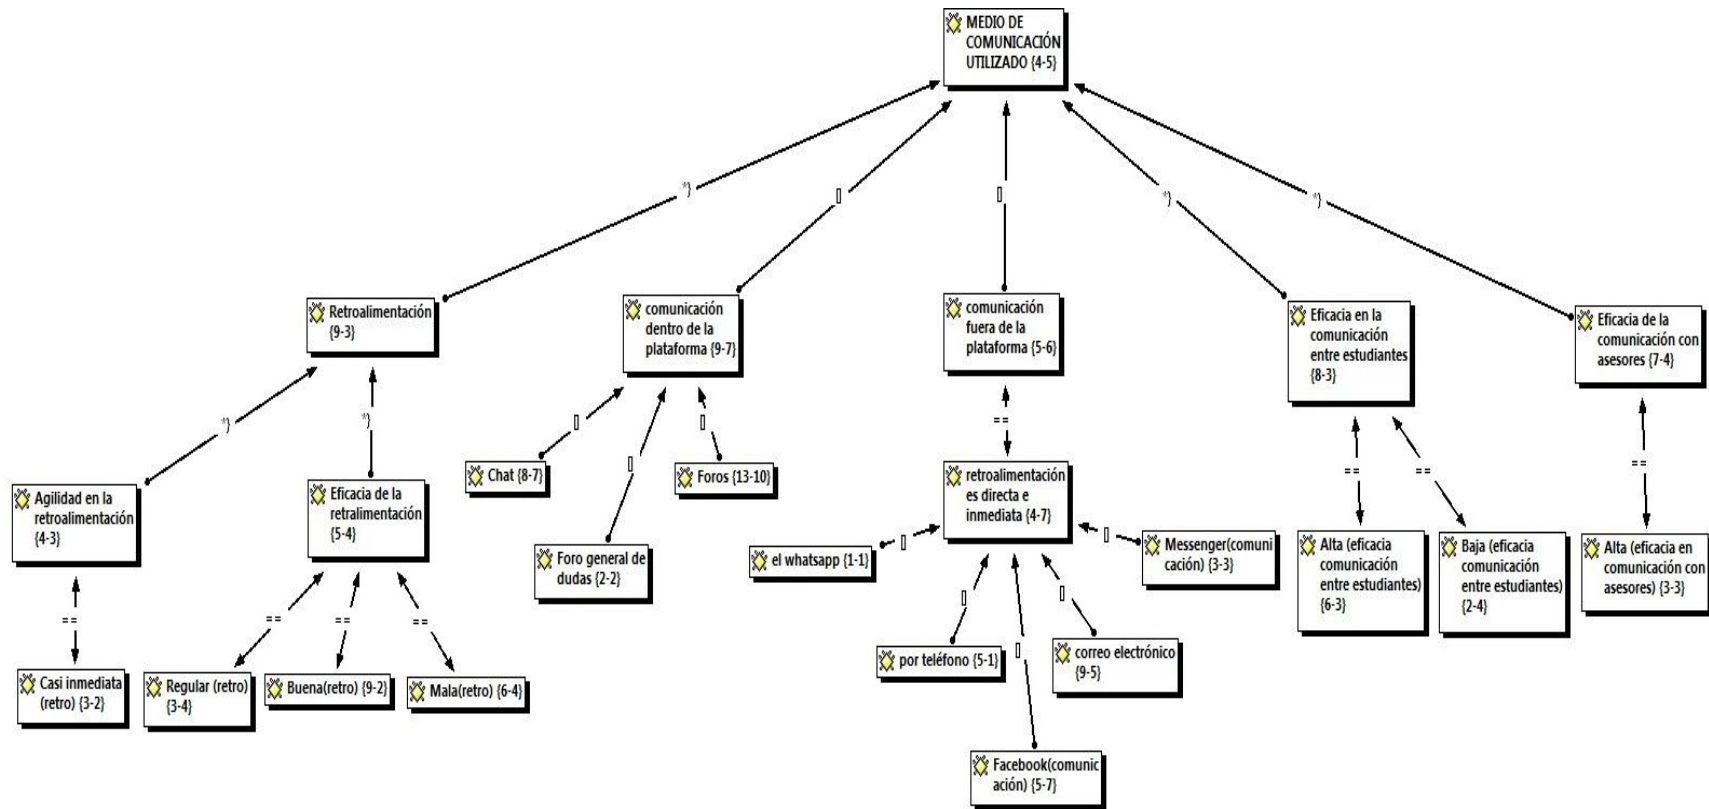 MEDIO DE
COMUNICACIÓN
UTILIZADO {4-5}
*}
[]
[]
*}
*}
Retroalimentación
{9-3}
comunicación
dentro de la
plataforma {9-7}
comunicación
fuera de la
plataforma {5-6}
Eficacia en la
comunicación
entre estudiantes
{8-3}
Eficacia de la
comunicación con
asesores {7-4}
*}
*}
[]
[]
[]
==
==
==
==
Agilidad en la
retroalimentación
{4-3}
Eficacia de la
retralimentación
{5-4}
Chat {8-7}
Foro general de
dudas {2-2}
Foros {13-10}
retroalimentación
es directa e
inmediata {4-7}
Alta (eficacia
comunicación
entre estudiantes)
{6-3}
Baja (eficacia
comunicación
entre estudiantes)
{2-4}
Alta (eficacia en
comunicación con
asesores) {3-3}
==
==
==
==
[]
[]
[]
[]
[]
el whatsapp {1-1}
Messenger(comuni
cación) {3-3}
por teléfono {5-1}
correo electrónico
{9-5}
Casi inmediata
(retro) {3-2}
Regular (retro)
{3-4}
Buena(retro) {9-2}
Mala(retro) {6-4}
Facebook(comunic
ación) {5-7}